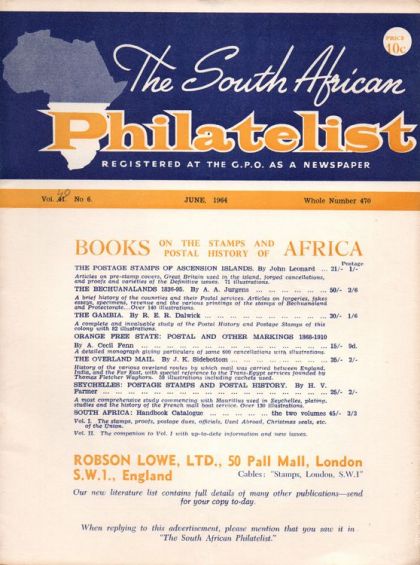 PRICE
10c
The South African
Philatelist
REGISTERED AT THE G.P.O. AS A NEWSPAPER
Vol. 41. 40 No 6. JUNE, 1964 Whole Number 470
BOOKS ON THE STAMPS AND POSTAL HISTORY OF AFRICA
Postage
THE POSTAGE STAMPS OF ASCENSION ISLANDS. By John Leonard ... 21/- 1/-
Articles on pre-stamp covers, Great Britain used in the island, forged cancellations,
and proofs and varieties of the Definitive issues. 71 illustrations.
THE BECHUANALANDS 1836-95. By A. A. Jurgens ... 50/- 2/6
A brief history of the countries and their Postal services. Articles on forgeries, fakes
essays, specimens, revenue and the various printings of the stamps of Bechuanaland
and Protectorate. Over 140 illustrations.
THE GAMBIA. By R. E. R. Dalwick ... 30/- 1/6
A complete and invaluable study of the Postal History and Postage Stamps of this
colony with 82 illustrations.
ORANGE FREE STATE: POSTAL AND OTHER MARKINGS 1868-1910
By A. Cecil Fenn ... 15/- 9d.
A detailed monograph giving particulars of some 600 cancellations with illustrations.
THE OVERLAND MAIL. By J. K. Sidebottom ... 25/- 2/-
History of the various overland routes by which mail was carried between England,
India, and the Far East, with special reference to the Trans-Egypt services founded by
Thomas Fletcher Waghorn. 50 illustrations including cachets used.
SEYCHELLES: POSTAGE STAMPS AND POSTAL HISTORY. By H. V.
Farmer ... 25/- 2/-
A most comprehensive study commencing with Mauritius used in Seychelles, plating,
studies and the history of the French mail boat service. Over 130 illustrations.
SOUTH AFRICA: Handbook Catalogue ... the two volumes 45/- 2/3
Vol. I. The stamps, proofs, postage dues, officials, Used Abroad, Christmas seals, etc.
of the Union.
Vol. II. The companion to Vol. I with up-to-date information and new issues.
ROBSON LOWE, LTD., 50 Pall Mall, London
S.W.1., England Cables: "Stamps, London, S.W.1"
Our new literature list contains full details of many other publications—send
for your copy to-day.
When replying to this advertisement, please mention that you saw it in
"The South African Philatelist."